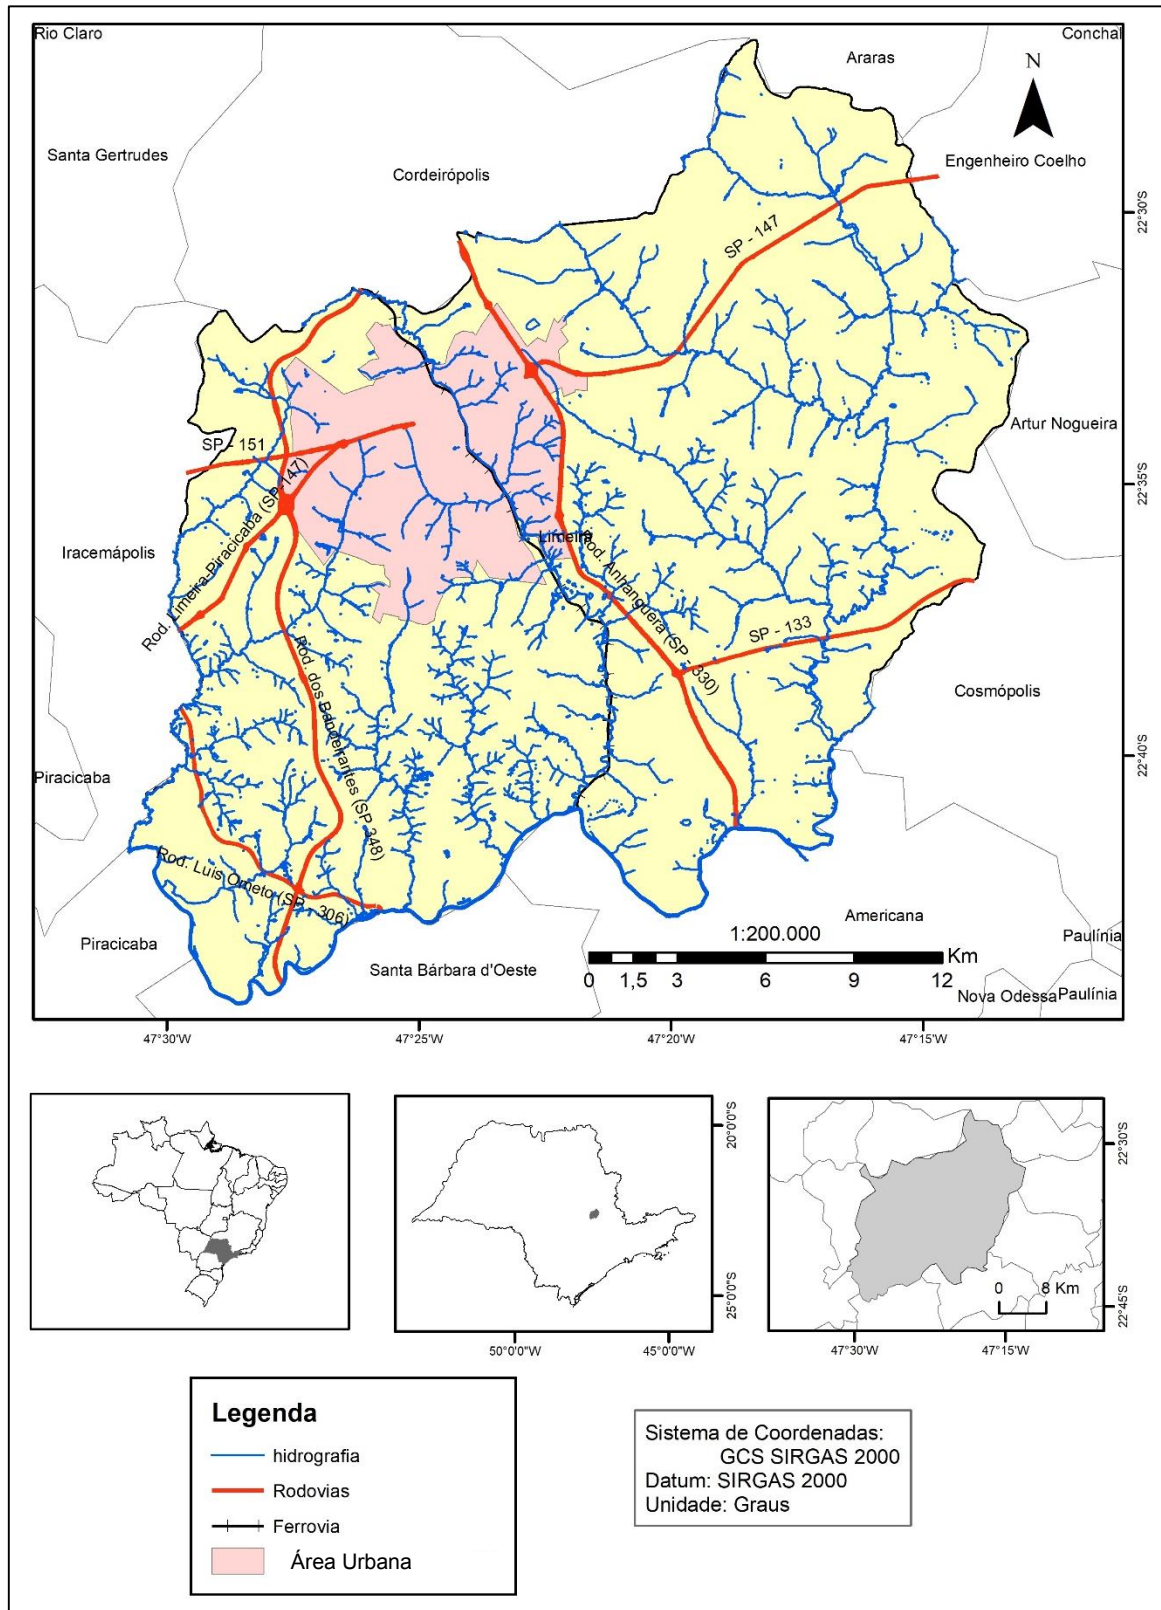 Rio Claro
Conchal
Araras
N
Santa Gertrudes
Cordeirópolis
Engenheiro Coelho
22°30'S
SP - 147
SP - 151
Artur Nogueira
22°35'S
Iracemápolis
Rod. Limeira-Piracicaba (SP-147)
Limeira
Rod. Anhanguera (SP - 330)
SP - 133
Rod. dos Bandeirantes (SP 348)
Cosmópolis
22°40'S
Piracicaba
Rod. Luis Ometo (SP - 306)
Piracicaba
Santa Bárbara d'Oeste
Americana
Paulínia
Nova Odessa
Paulínia
1:200.000
Km
0 1,5 3 6 9 12
47°30'W 47°25'W 47°20'W 47°15'W
20°0'0"S
25°0'0"S
50°0'0"W 45°0'0"W
22°30'S
22°45'S
0 8 Km
47°30'W 47°15'W
Legenda
hidrografia
Rodovias
Ferrovia
Área Urbana
Sistema de Coordenadas:
GCS SIRGAS 2000
Datum: SIRGAS 2000
Unidade: Graus